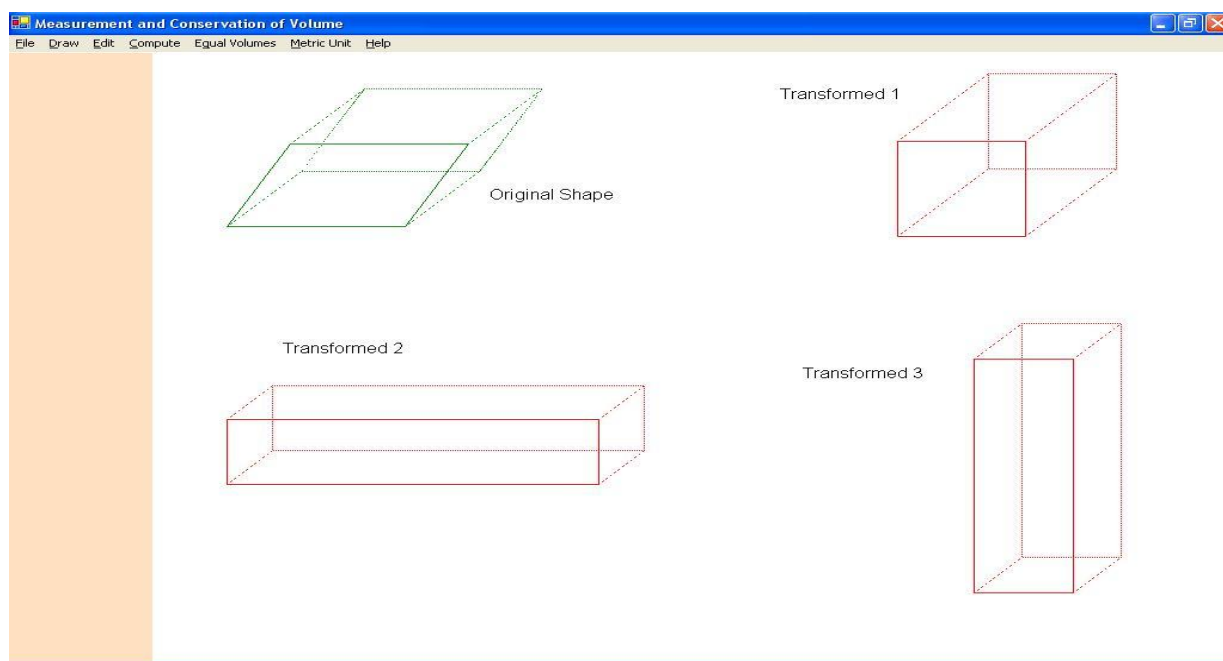 Measurement and Conservation of Volume
File Draw Edit Compute Equal Volumes Metric Unit Help
Transformed 1
Original Shape
Transformed 2
Transformed 3